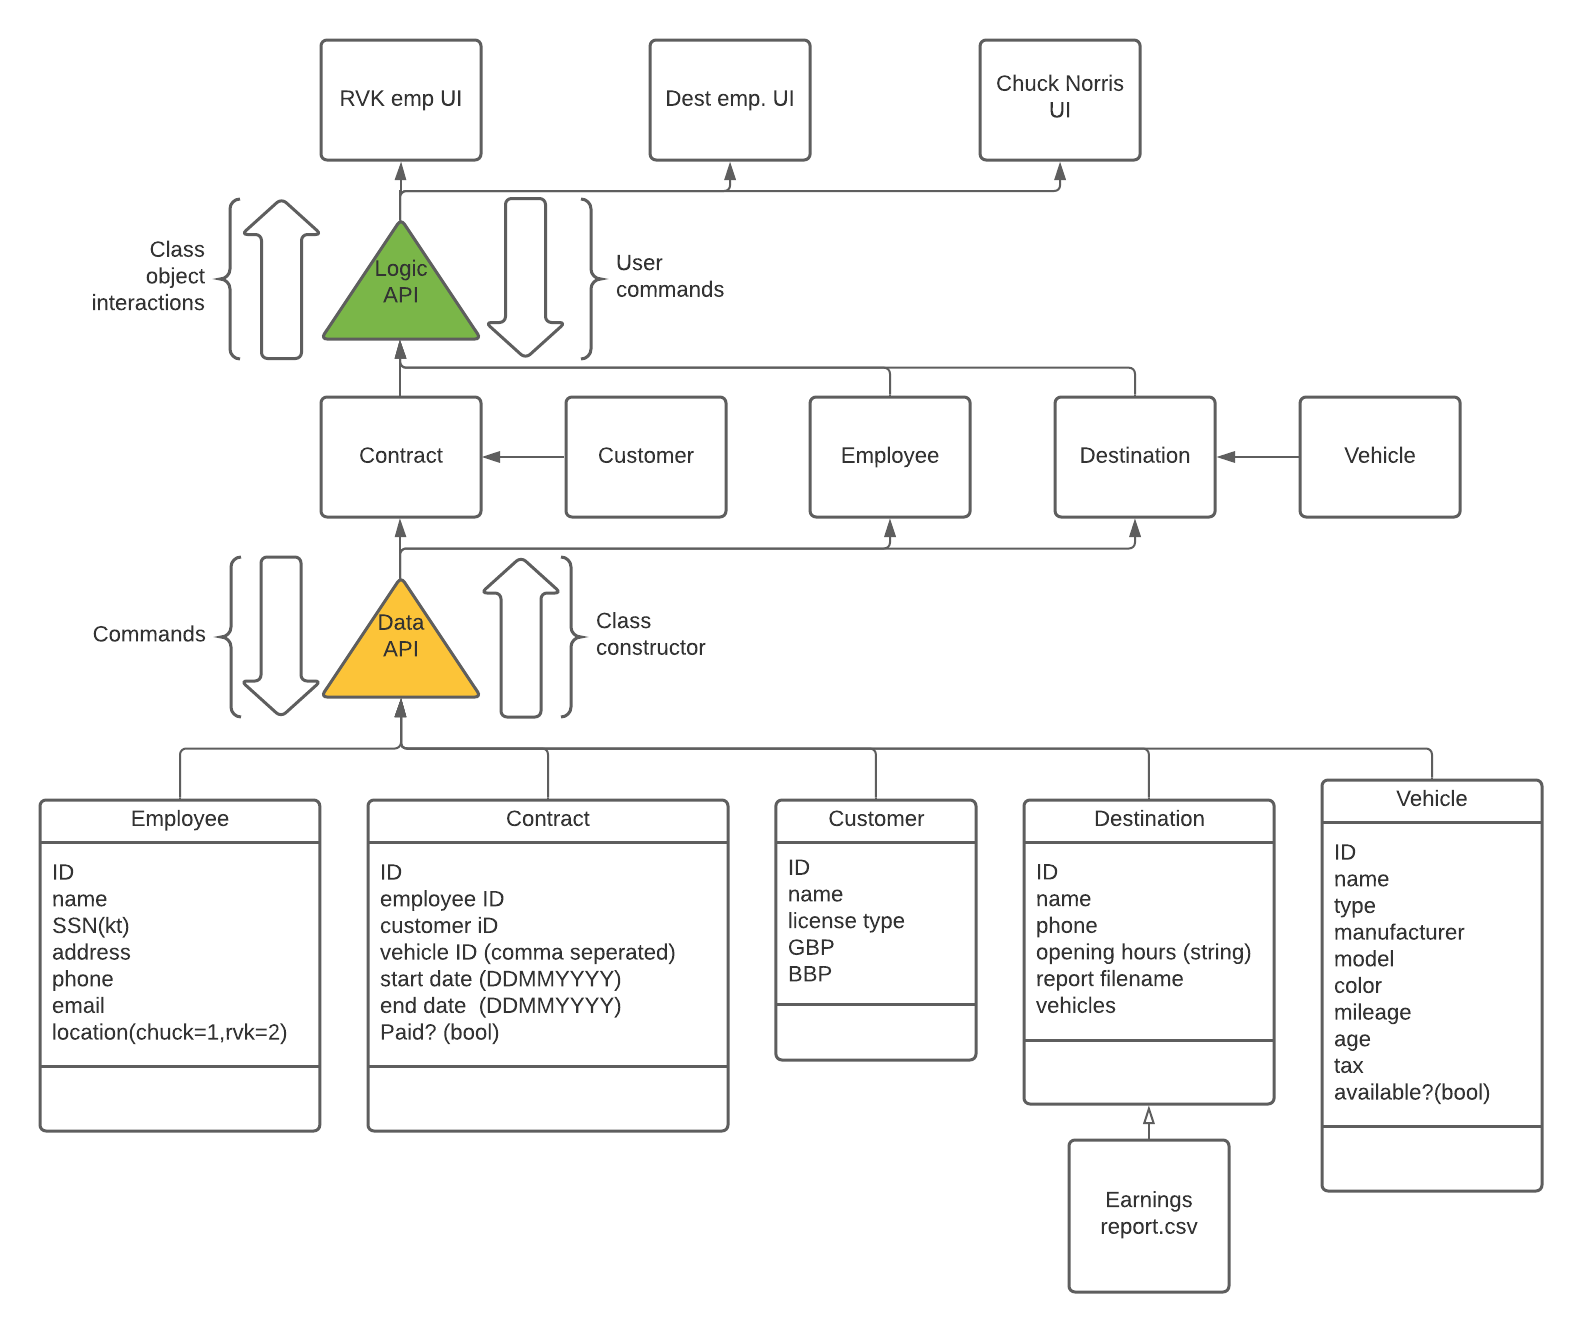 RVK emp UI
Dest emp. UI
Chuck Norris
UI
Class
object
interactions
Logic
API
User
commands
Contract
Customer
Employee
Destination
Vehicle
Commands
Data
API
Class
constructor
Employee
ID
name
SSN(kt)
address
phone
email
location(chuck=1,rvk=2)
Contract
ID
employee ID
customer iD
vehicle ID (comma seperated)
start date (DDMMYYYY)
end date  (DDMMYYYY)
Paid? (bool)
Customer
ID
name
license type
GBP
BBP
Destination
ID
name
phone
opening hours (string)
report filename
vehicles
Vehicle
ID
name
type
manufacturer
model
color
mileage
age
tax
available?(bool)
Earnings
report.csv